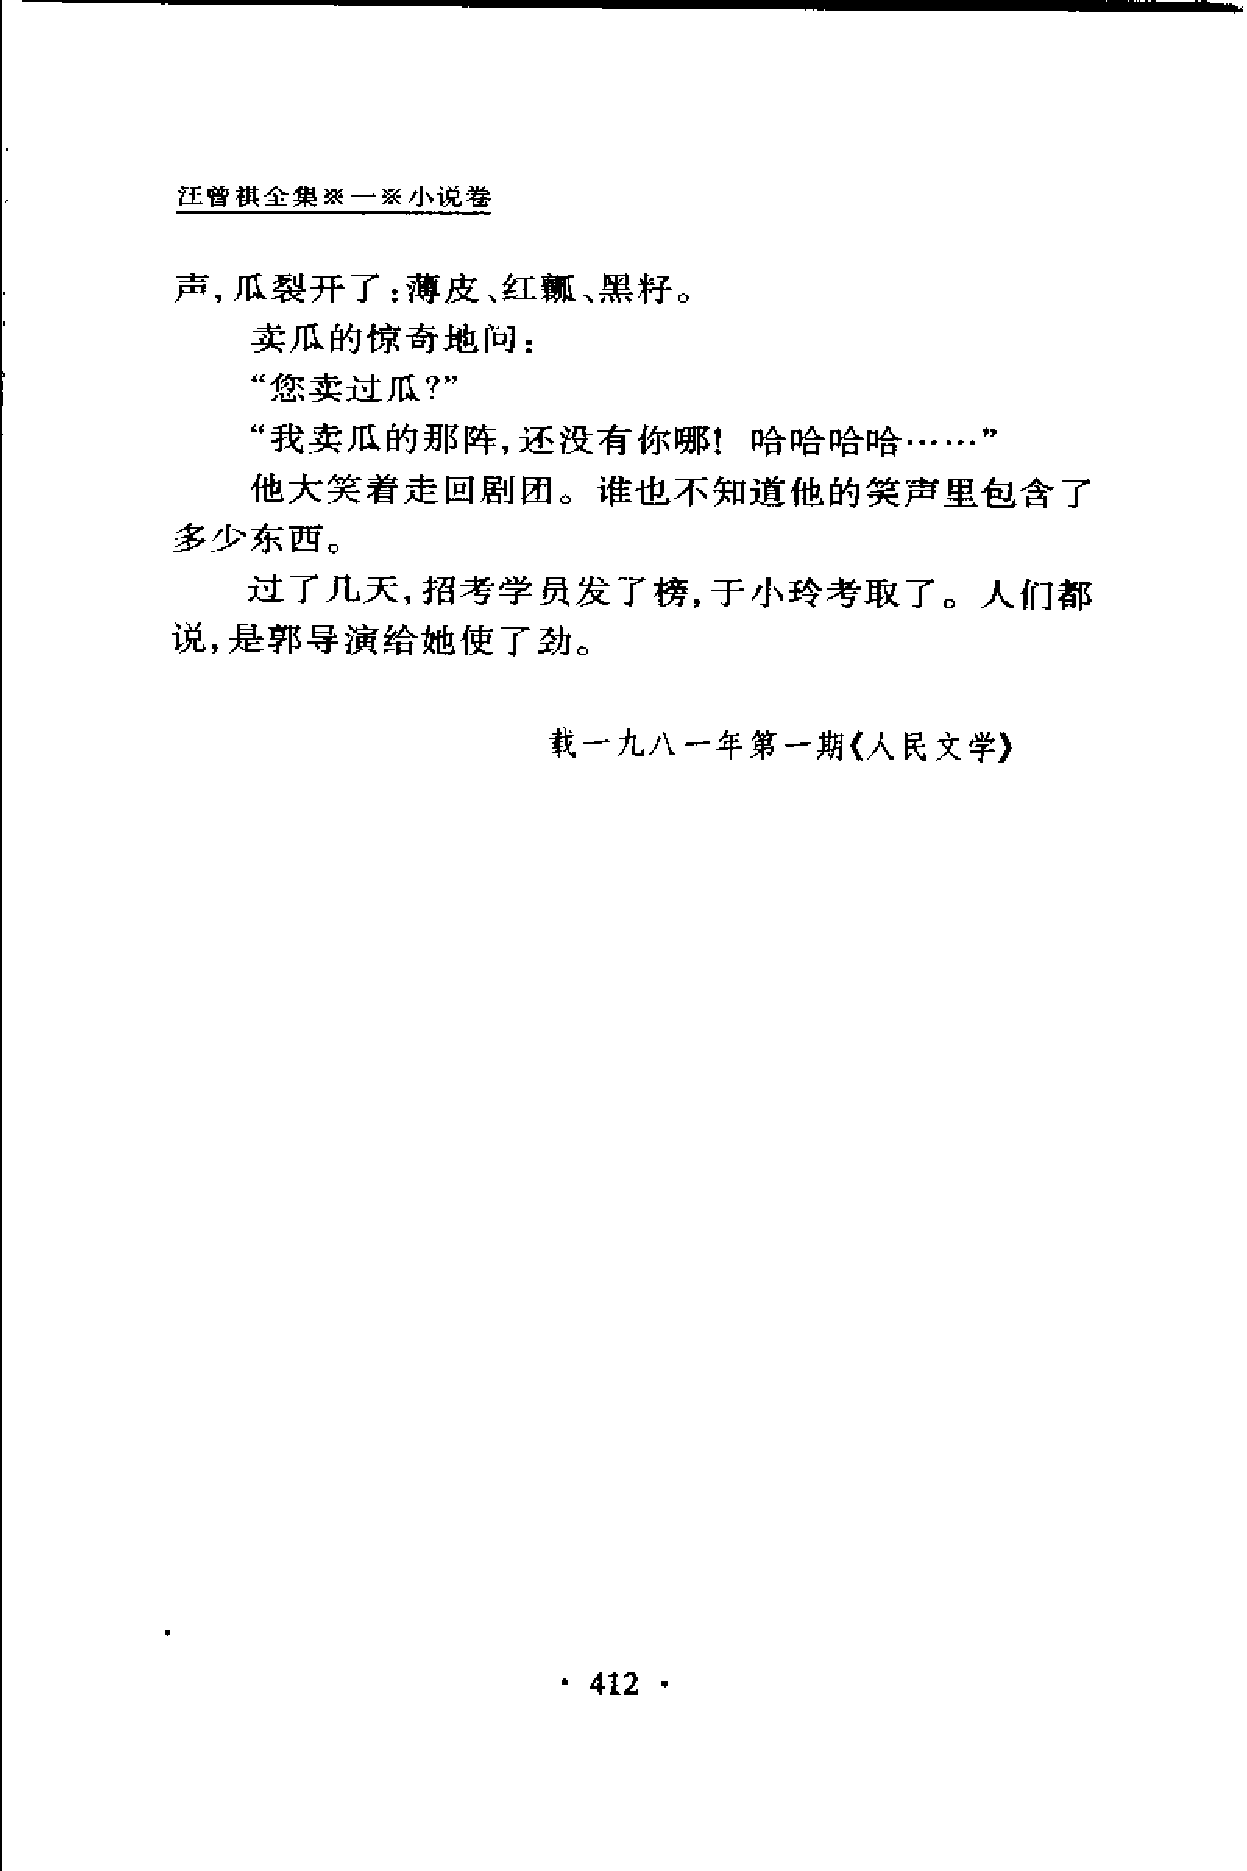 汪曾祺全集※一※小说卷
声,瓜裂开了:薄皮、红瓤、黑籽。
卖瓜的惊奇地问:
“您卖过瓜?”
“我卖瓜的那阵,还没有你哪! 哈哈哈哈……”
他大笑着走回剧团。谁也不知道他的笑声里包含了
多少东西。
过了几天,招考学员发了榜,于小玲考取了。人们都
说,是郭导演给她使了劲。
载一九八一年第一期《人民文学》
· 412 ·